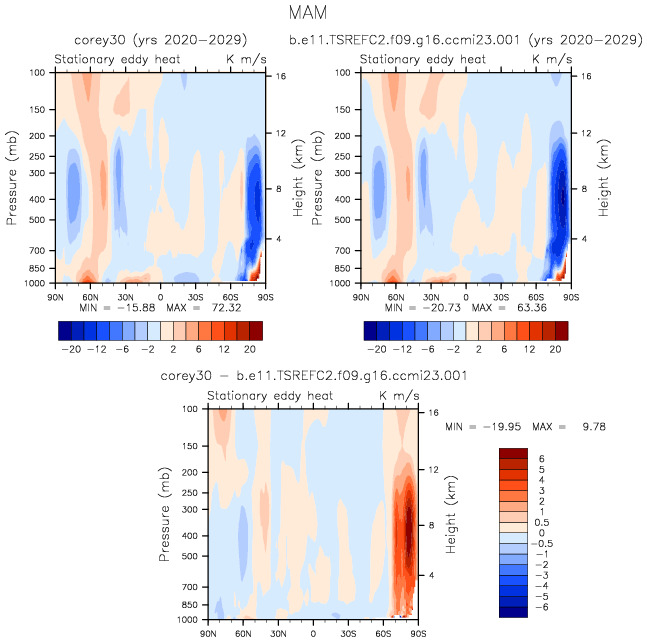 MAM
corey30 (yrs 2020-2029)
b.e11.TSREFC2.f09.g16.ccmi23.001 (yrs 2020-2029)
Stationary eddy heat K m/s
Stationary eddy heat K m/s
Pressure (mb)
100
150
200
250
300
400
500
700
850
1000
16
12
8
4
Height (km)
90N 60N 30N 0 30S 60S 90S
MIN = -15.88 MAX = 72.32
-20 -12 -6 -2 2 6 12 20
Pressure (mb)
100
150
200
250
300
400
500
700
850
1000
16
12
8
4
Height (km)
90N 60N 30N 0 30S 60S 90S
MIN = -20.73 MAX = 63.36
-20 -12 -6 -2 2 6 12 20
corey30 - b.e11.TSREFC2.f09.g16.ccmi23.001
Stationary eddy heat K m/s
Pressure (mb)
100
150
200
250
300
400
500
700
850
1000
16
12
8
4
Height (km)
90N 60N 30N 0 30S 60S 90S
MIN = -19.95 MAX = 9.78
6
5
4
3
2
1
0.5
0
-0.5
-1
-2
-3
-4
-5
-6